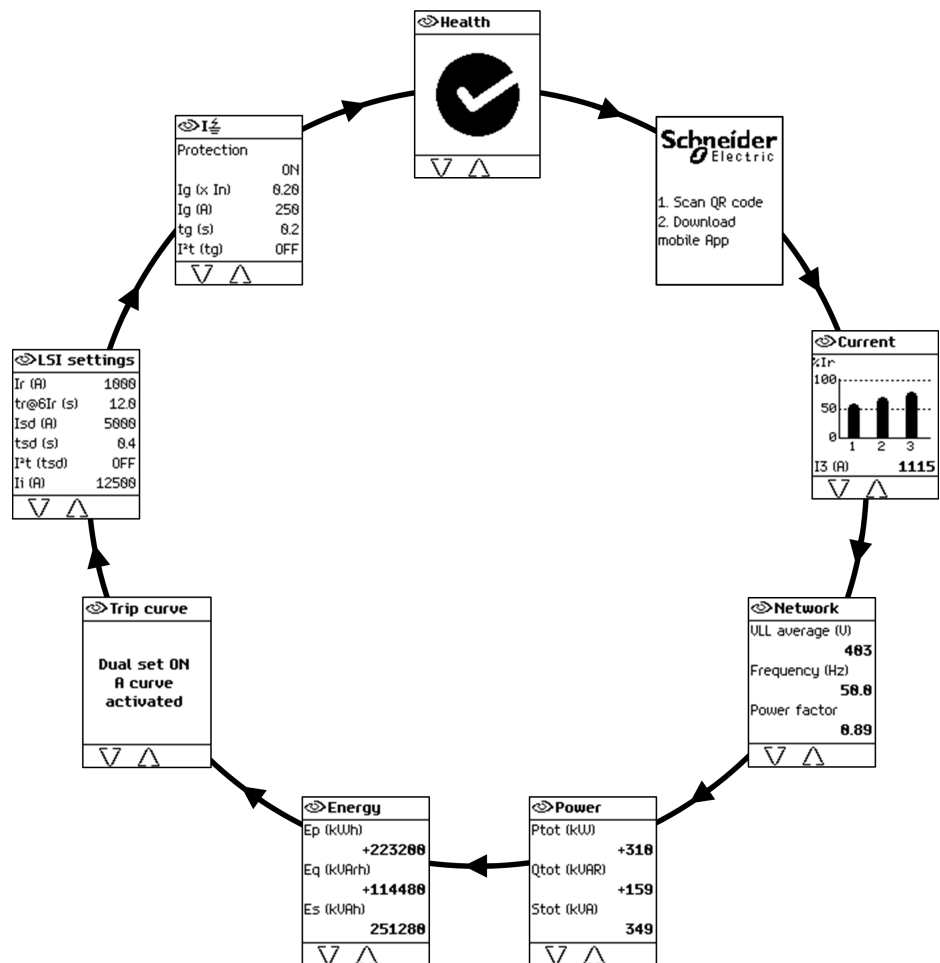 Health
Schneider
Electric
1. Scan QR code
2. Download
mobile App
Current
%Ir
100
50
0
1 2 3
I3 (A) 1115
Network
VLL average (V)
403
Frequency (Hz)
50.0
Power factor
0.89
Power
Ptot (kW)
+310
Qtot (kVAR)
+159
Stot (kVA)
349
Energy
Ep (kWh)
+223200
Eq (kVArh)
+114480
Es (kVAh)
251280
Trip curve
Dual set ON
A curve
activated
LSI settings
Ir (A) 1000
tr@6Ir (s) 12.0
Isd (A) 5000
tsd (s) 0.4
I²t (tsd) OFF
Ii (A) 12500
I⏚
Protection
ON
Ig (x In) 0.20
Ig (A) 250
tg (s) 0.2
I²t (tg) OFF